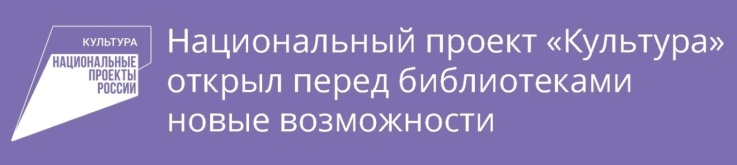 КУЛЬТУРА
НАЦИОНАЛЬНЫЕ
ПРОЕКТЫ
РОССИИ
Национальный проект «Культура»
открыл перед библиотеками
новые возможности